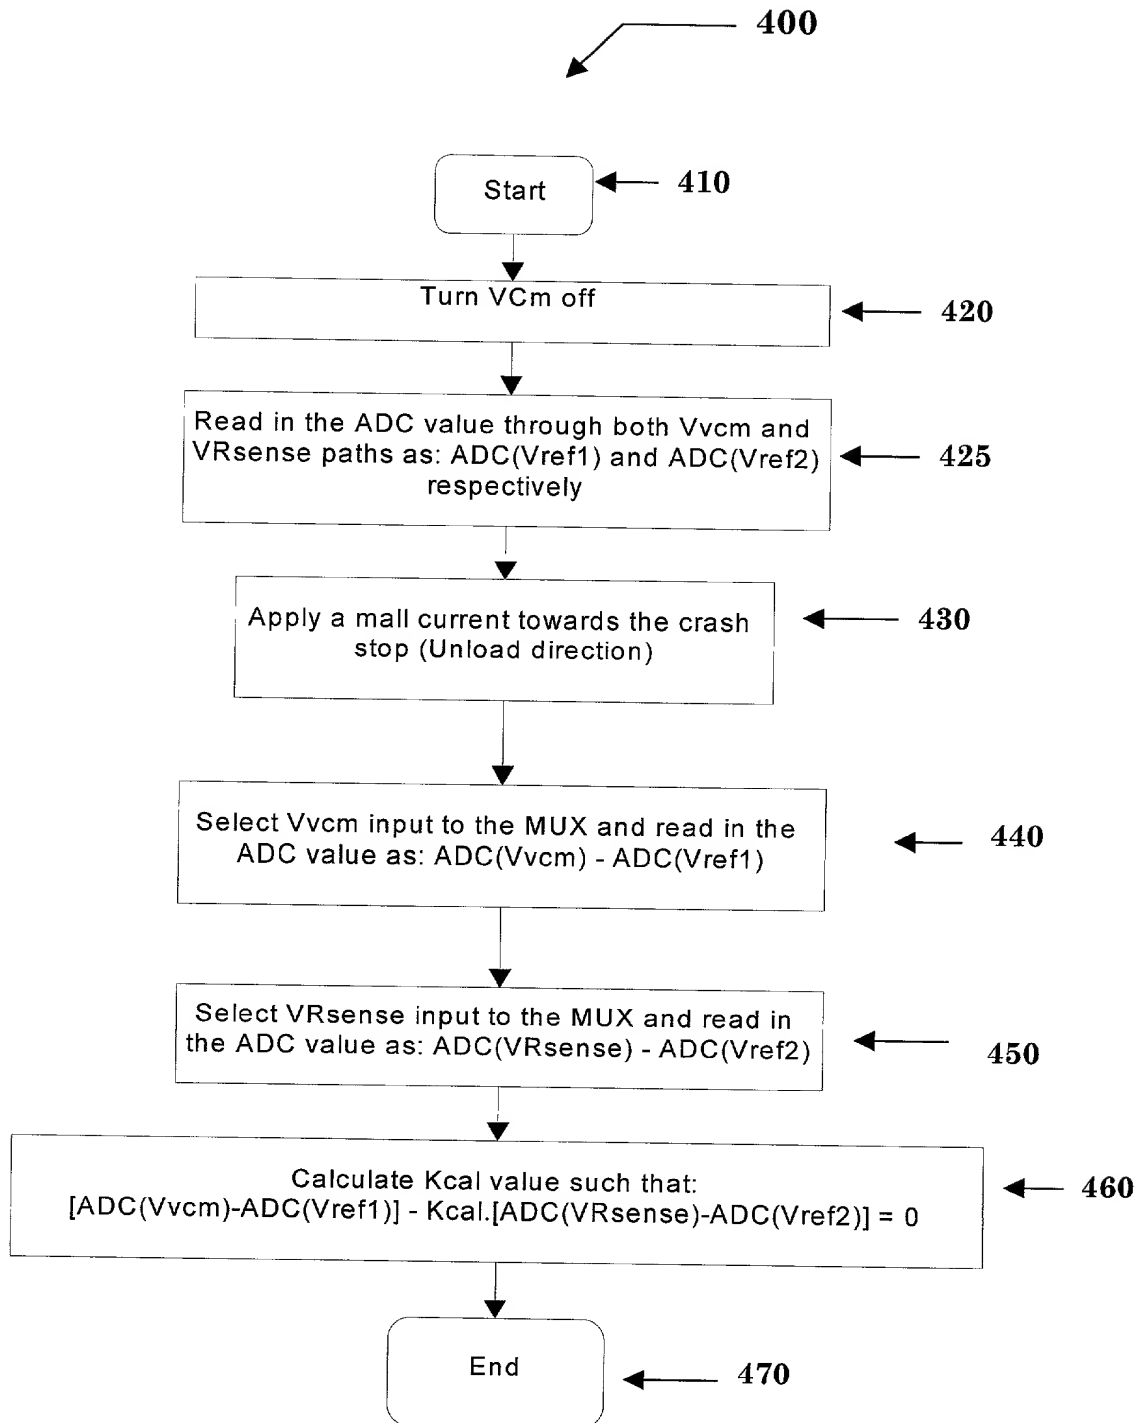 400
Start
410
Turn VCm off
420
Read in the ADC value through both Vvcm and
VRsense paths as: ADC(Vref1) and ADC(Vref2)
respectively
425
Apply a mall current towards the crash
stop (Unload direction)
430
Select Vvcm input to the MUX and read in the
ADC value as: ADC(Vvcm) - ADC(Vref1)
440
Select VRsense input to the MUX and read in
the ADC value as: ADC(VRsense) - ADC(Vref2)
450
Calculate Kcal value such that:
[ADC(Vvcm)-ADC(Vref1)] - Kcal.[ADC(VRsense)-ADC(Vref2)] = 0
460
End
470